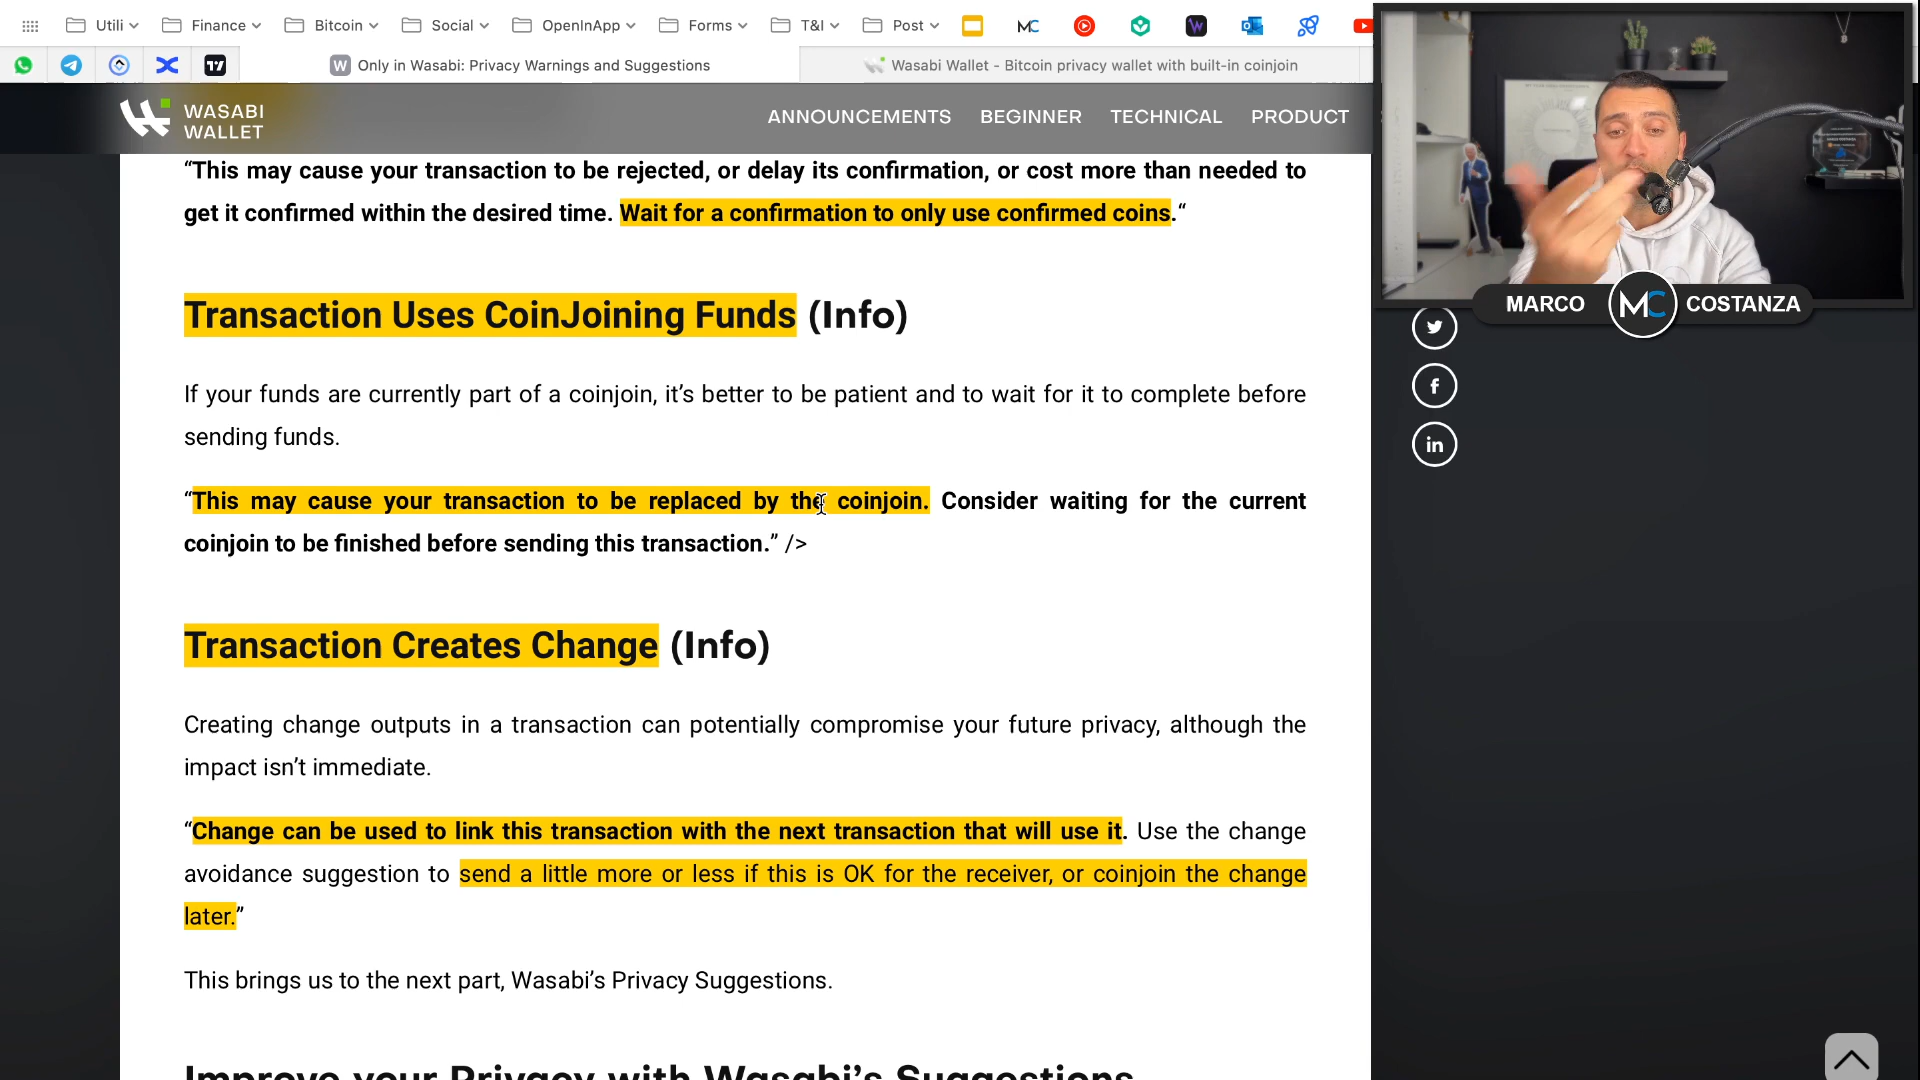 Utili
Finance
Bitcoin
Social
OpenInApp
Forms
T&I
Post
Only in Wasabi: Privacy Warnings and Suggestions
Wasabi Wallet - Bitcoin privacy wallet with built-in coinjoin
WASABI
WALLET
ANNOUNCEMENTS
BEGINNER
TECHNICAL
PRODUCT
“This may cause your transaction to be rejected, or delay its confirmation, or cost more than needed to
get it confirmed within the desired time. Wait for a confirmation to only use confirmed coins.“
Transaction Uses CoinJoining Funds (Info)
If your funds are currently part of a coinjoin, it’s better to be patient and to wait for it to complete before
sending funds.
“This may cause your transaction to be replaced by the coinjoin. Consider waiting for the current
coinjoin to be finished before sending this transaction.” />
Transaction Creates Change (Info)
Creating change outputs in a transaction can potentially compromise your future privacy, although the
impact isn’t immediate.
“Change can be used to link this transaction with the next transaction that will use it. Use the change
avoidance suggestion to send a little more or less if this is OK for the receiver, or coinjoin the change
later.”
This brings us to the next part, Wasabi’s Privacy Suggestions.
Improve your Privacy with Wasabi’s Suggestions
MARCO MC COSTANZA